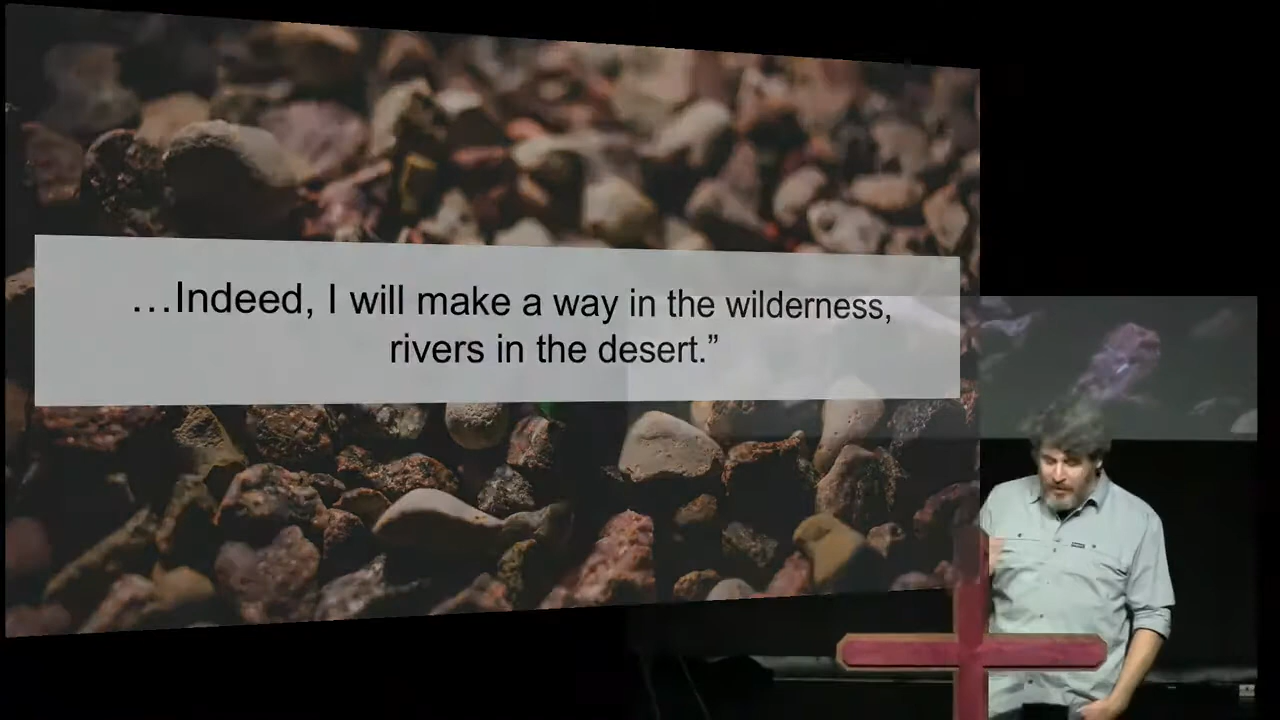 …Indeed, I will make a way in the wilderness,
rivers in the desert.”